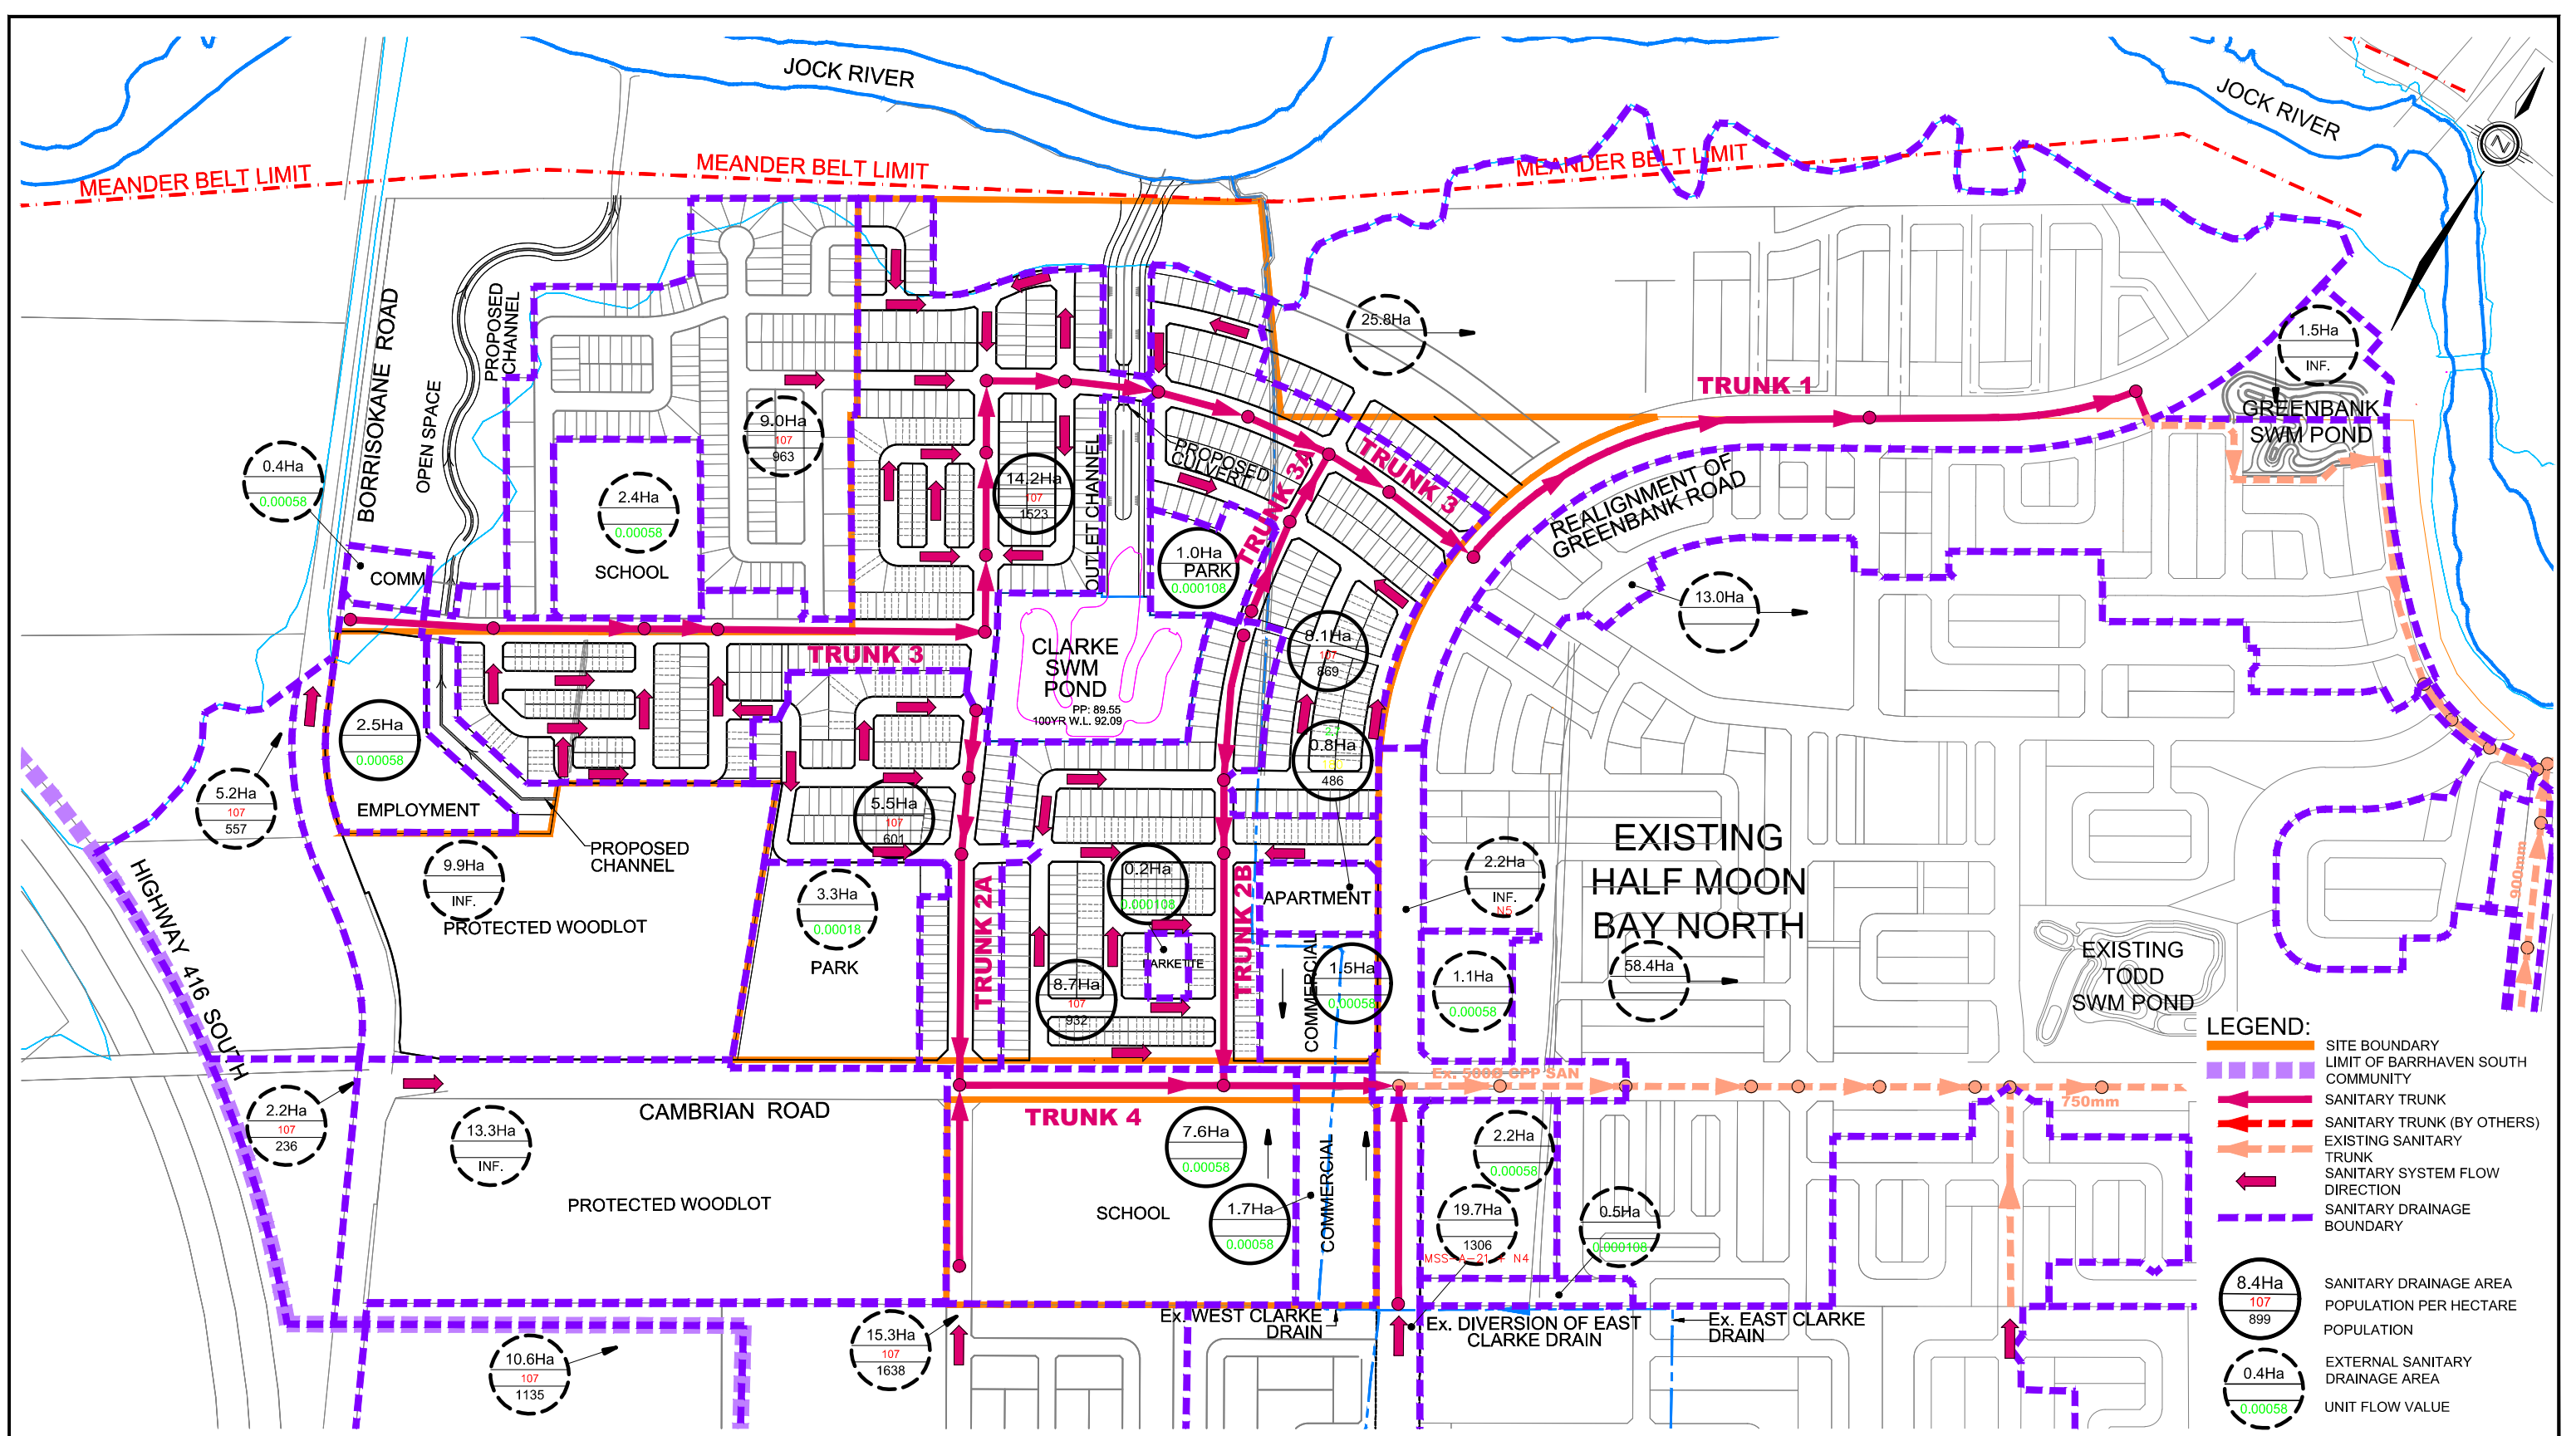 JOCK RIVER
JOCK RIVER
MEANDER BELT LIMIT
MEANDER BELT LIMIT
MEANDER BELT LIMIT
N
BORRISOKANE ROAD
OPEN SPACE
PROPOSED
CHANNEL
25.8Ha
1.5Ha
INF.
GREENBANK
SWM POND
TRUNK 1
0.4Ha
0.00058
9.0Ha
107
963
2.4Ha
0.00058
SCHOOL
COMM
14.2Ha
107
1523
OUTLET CHANNEL
PROPOSED
CULVERT
TRUNK 3A
TRUNK 3
1.0Ha
PARK
0.000108
REALIGNMENT OF
GREENBANK ROAD
13.0Ha
TRUNK 3
CLARKE
SWM
POND
PP: 89.55
100YR W.L. 92.09
8.1Ha
107
869
0.8Ha
486
2.5Ha
0.00058
EMPLOYMENT
5.2Ha
107
557
5.5Ha
107
601
PROPOSED
CHANNEL
9.9Ha
INF.
PROTECTED WOODLOT
3.3Ha
0.00018
PARK
TRUNK 2A
0.2Ha
0.000108
PARKETTE
8.7Ha
107
932
TRUNK 2B
APARTMENT
COMMERCIAL
1.5Ha
0.00058
2.2Ha
INF.
N5
1.1Ha
0.00058
EXISTING
HALF MOON
BAY NORTH
58.4Ha
EXISTING
TODD
SWM POND
900mm
HIGHWAY 416 SOUTH
2.2Ha
107
236
CAMBRIAN ROAD
13.3Ha
INF.
PROTECTED WOODLOT
TRUNK 4
Ex. 500Ø CPP SAN
750mm
7.6Ha
0.00058
SCHOOL
1.7Ha
0.00058
COMMERCIAL
2.2Ha
0.00058
19.7Ha
1306
MSS-A-21 + N4
0.5Ha
0.000108
Ex. WEST CLARKE
DRAIN
Ex. DIVERSION OF EAST
CLARKE DRAIN
Ex. EAST CLARKE
DRAIN
10.6Ha
107
1135
15.3Ha
107
1638
LEGEND:
SITE BOUNDARY
LIMIT OF BARRHAVEN SOUTH
COMMUNITY
SANITARY TRUNK
SANITARY TRUNK (BY OTHERS)
EXISTING SANITARY
TRUNK
SANITARY SYSTEM FLOW
DIRECTION
SANITARY DRAINAGE
BOUNDARY
8.4Ha
107
899
SANITARY DRAINAGE AREA
POPULATION PER HECTARE
POPULATION
0.4Ha
0.00058
EXTERNAL SANITARY
DRAINAGE AREA
UNIT FLOW VALUE